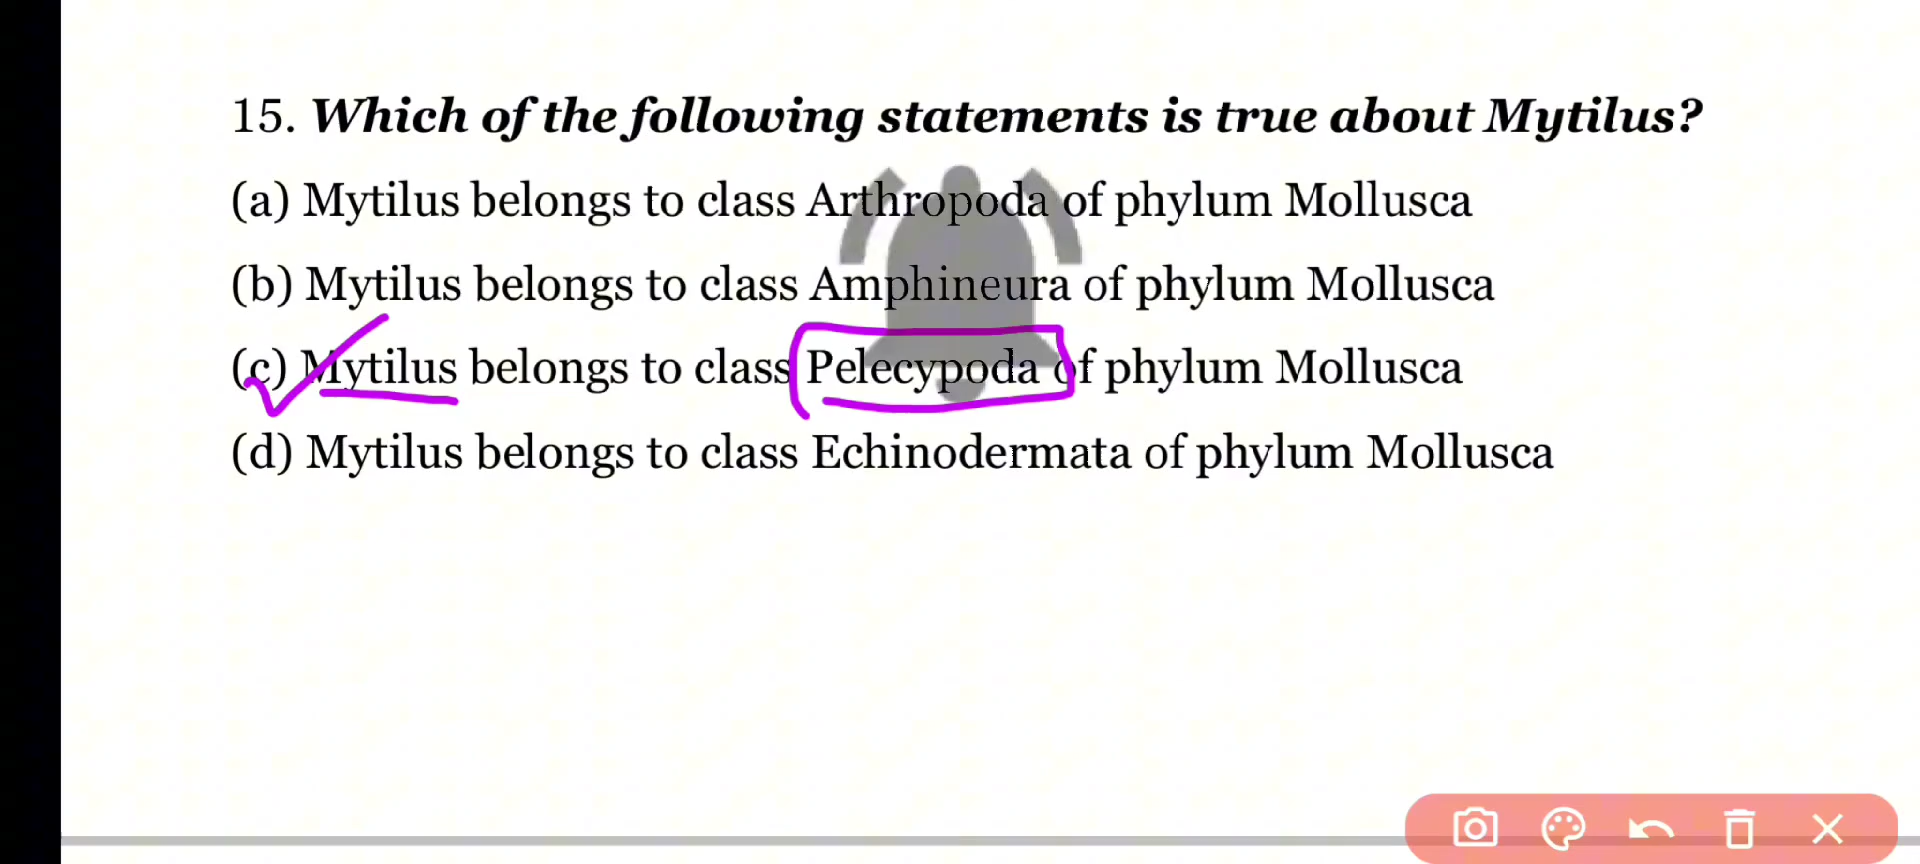 15. Which of the following statements is true about Mytilus?
(a) Mytilus belongs to class Arthropoda of phylum Mollusca
(b) Mytilus belongs to class Amphineura of phylum Mollusca
(c) Mytilus belongs to class Pelecypoda of phylum Mollusca
(d) Mytilus belongs to class Echinodermata of phylum Mollusca